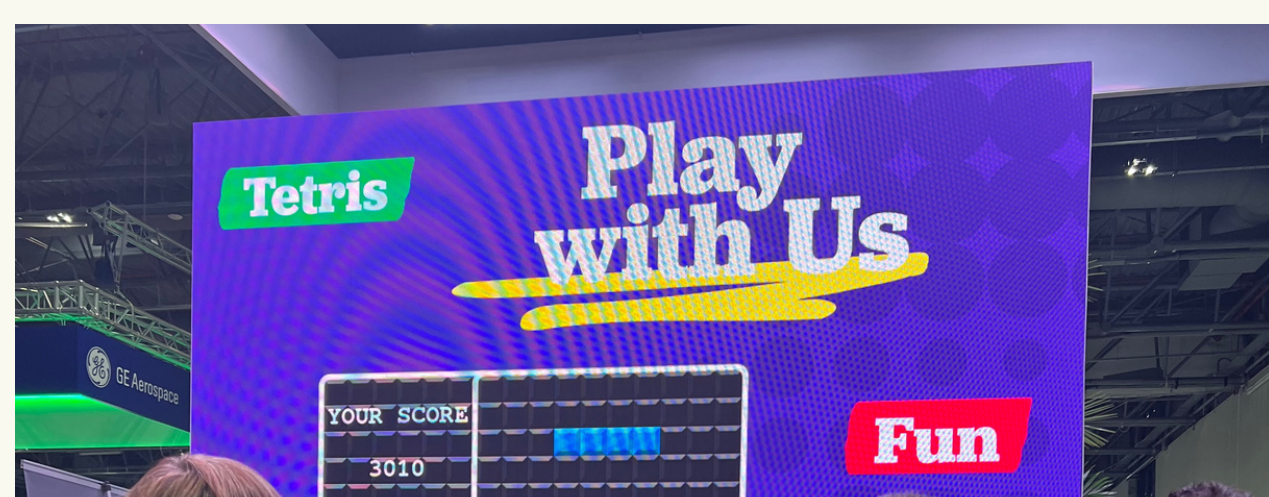 Tetris
Play
with Us
GE Aerospace
YOUR SCORE
3010
Fun